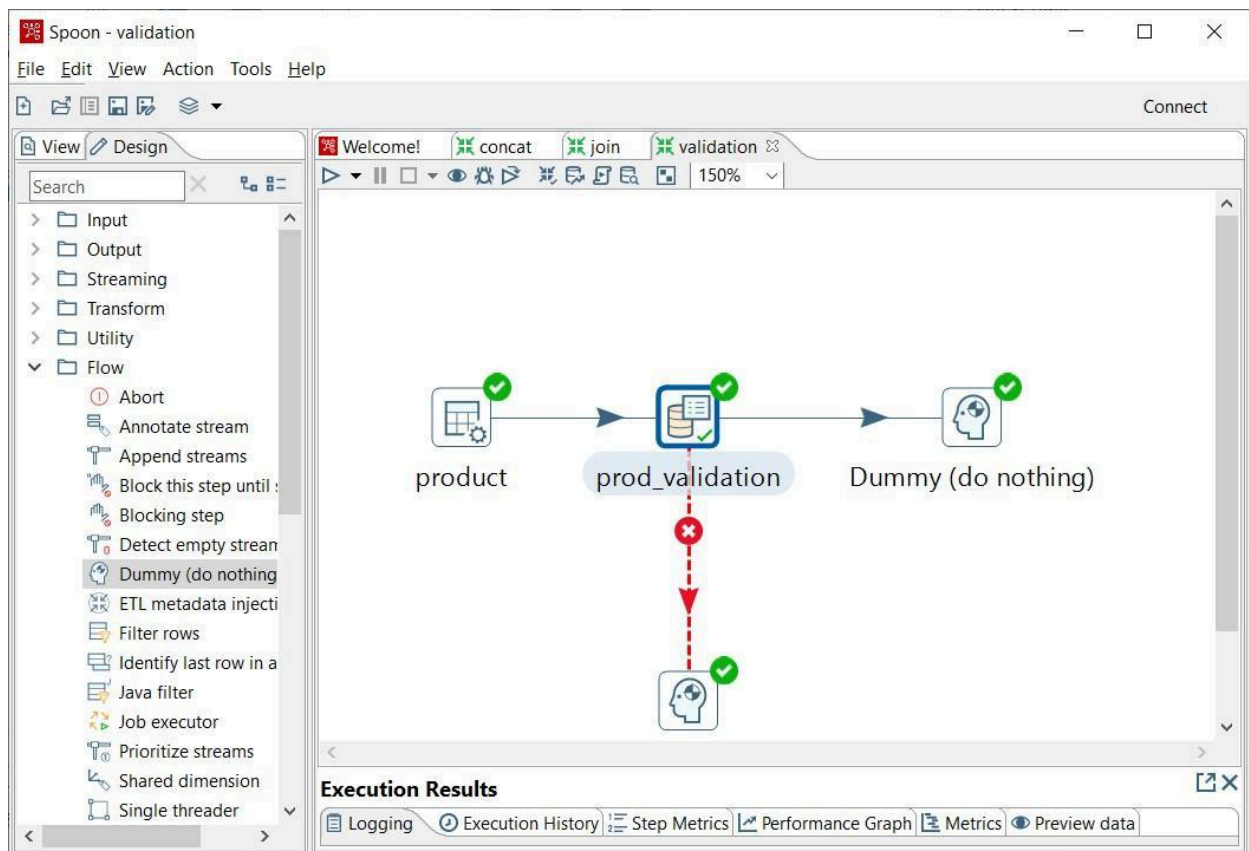 Spoon - validation
File Edit View Action Tools Help
Connect
View Design
Welcome! concat join validation
Search
150%
Input
Output
Streaming
Transform
Utility
Flow
Abort
Annotate stream
Append streams
Block this step until
Blocking step
Detect empty stream
Dummy (do nothing
ETL metadata injecti
Filter rows
Identify last row in a
Java filter
Job executor
Prioritize streams
Shared dimension
Single threader
product prod_validation Dummy (do nothing)
Execution Results
Logging Execution History Step Metrics Performance Graph Metrics Preview data